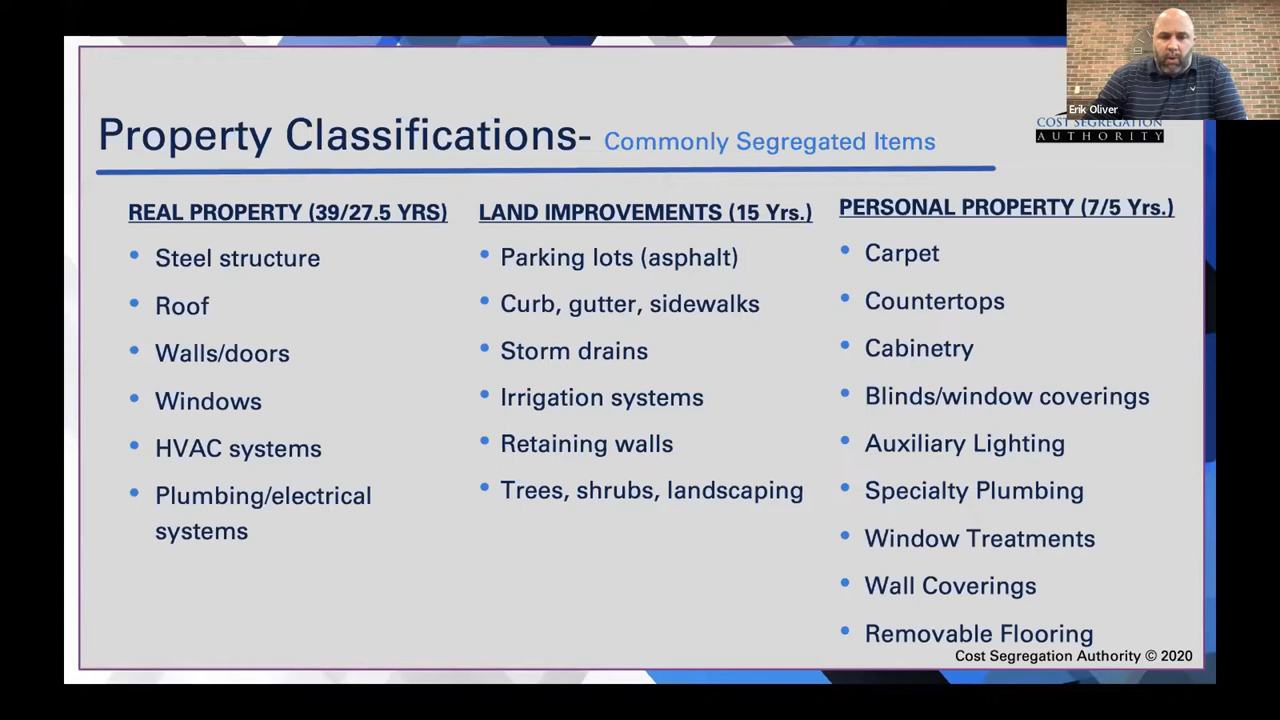 Erik Oliver
COST SEGREGATION
AUTHORITY
Property Classifications- Commonly Segregated Items
REAL PROPERTY (39/27.5 YRS)
• Steel structure
• Roof
• Walls/doors
• Windows
• HVAC systems
• Plumbing/electrical
systems
LAND IMPROVEMENTS (15 Yrs.)
• Parking lots (asphalt)
• Curb, gutter, sidewalks
• Storm drains
• Irrigation systems
• Retaining walls
• Trees, shrubs, landscaping
PERSONAL PROPERTY (7/5 Yrs.)
• Carpet
• Countertops
• Cabinetry
• Blinds/window coverings
• Auxiliary Lighting
• Specialty Plumbing
• Window Treatments
• Wall Coverings
• Removable Flooring
Cost Segregation Authority © 2020